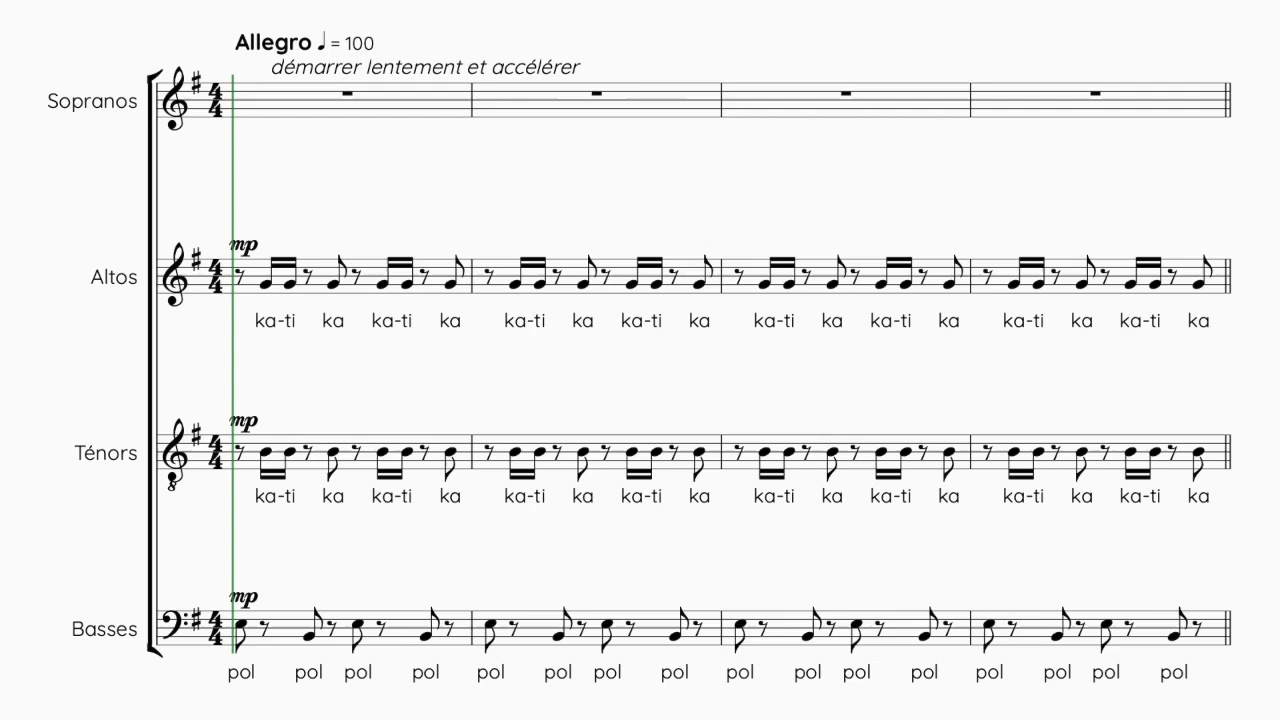 Allegro ♩ = 100
démarrer lentement et accélérer
Sopranos
mp
Altos
ka-ti ka ka-ti ka ka-ti ka ka-ti ka ka-ti ka ka-ti ka ka-ti ka ka-ti ka
mp
Ténors
ka-ti ka ka-ti ka ka-ti ka ka-ti ka ka-ti ka ka-ti ka ka-ti ka ka-ti ka
mp
Basses
pol pol pol pol pol pol pol pol pol pol pol pol pol pol pol pol